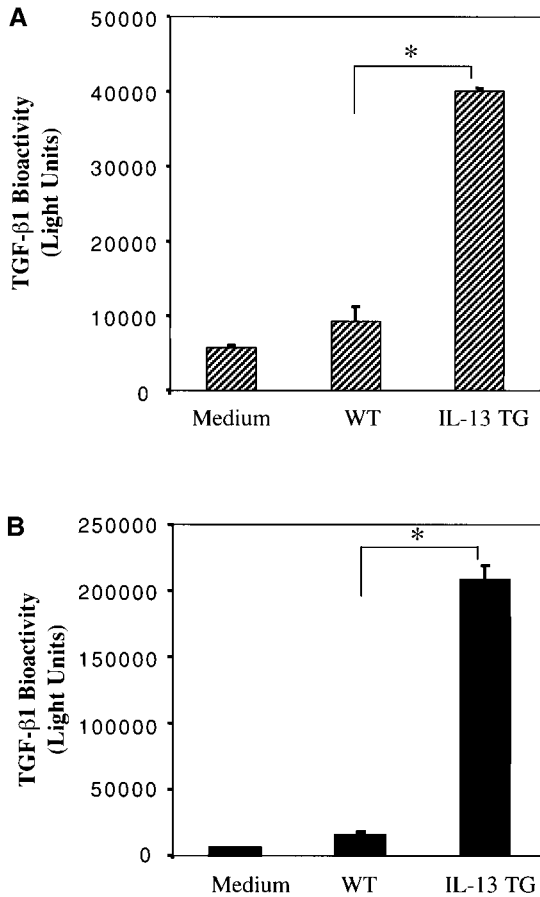 A
TGF-β1 Bioactivity
(Light Units)
50000
40000
30000
20000
10000
0
*
Medium WT IL-13 TG
B
TGF-β1 Bioactivity
(Light Units)
250000
200000
150000
100000
50000
0
*
Medium WT IL-13 TG